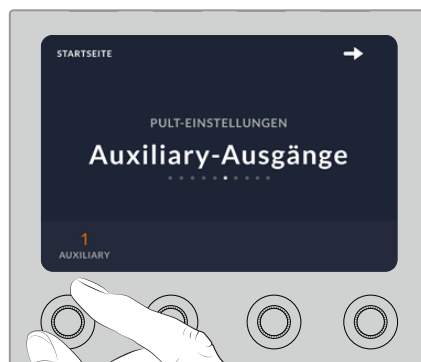 STARTSEITE
PULT-EINSTELLUNGEN
Auxiliary-Ausgänge
1
AUXILIARY